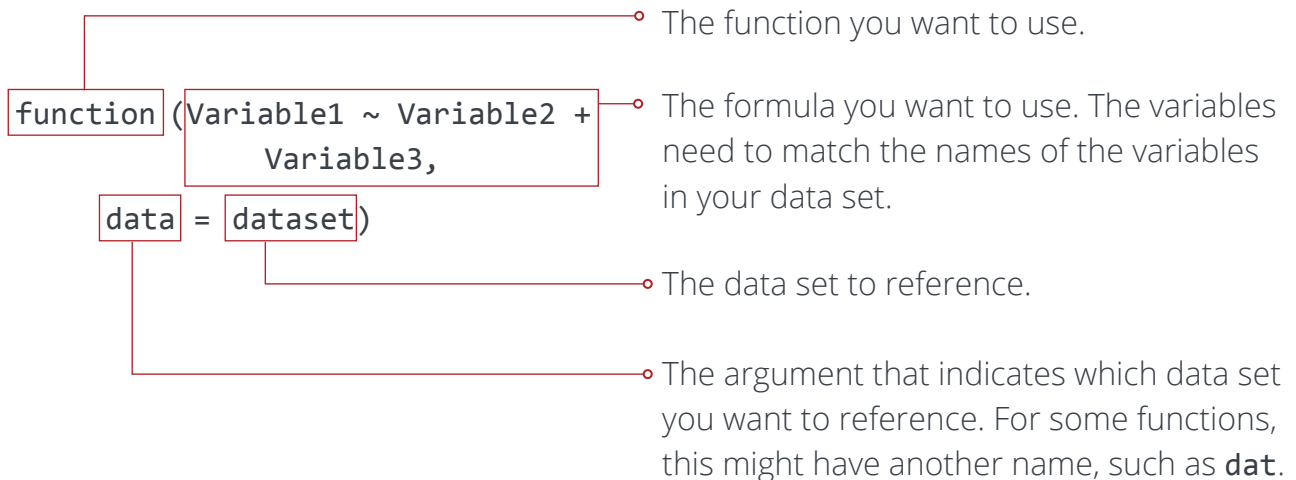 The function you want to use.
function (Variable1 ~ Variable2 +
Variable3,
data = dataset)
The formula you want to use. The variables
need to match the names of the variables
in your data set.
The data set to reference.
The argument that indicates which data set
you want to reference. For some functions,
this might have another name, such as dat.